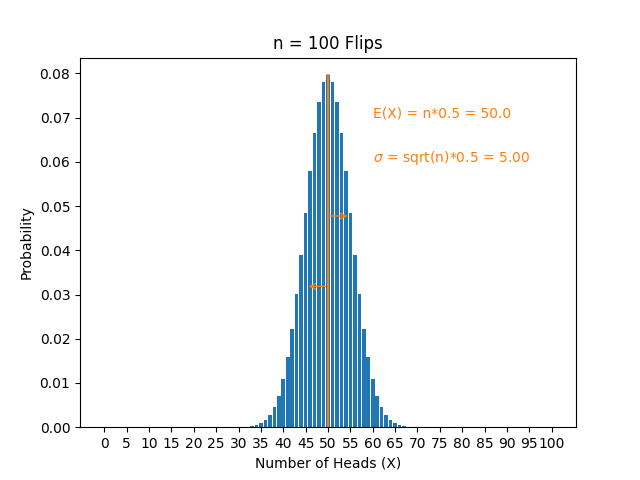 n = 100 Flips
0.08
0.07
0.06
0.05
0.04
0.03
0.02
0.01
0.00
Probability
E(X) = n*0.5 = 50.0
σ = sqrt(n)*0.5 = 5.00
0 5 10 15 20 25 30 35 40 45 50 55 60 65 70 75 80 85 90 95 100
Number of Heads (X)